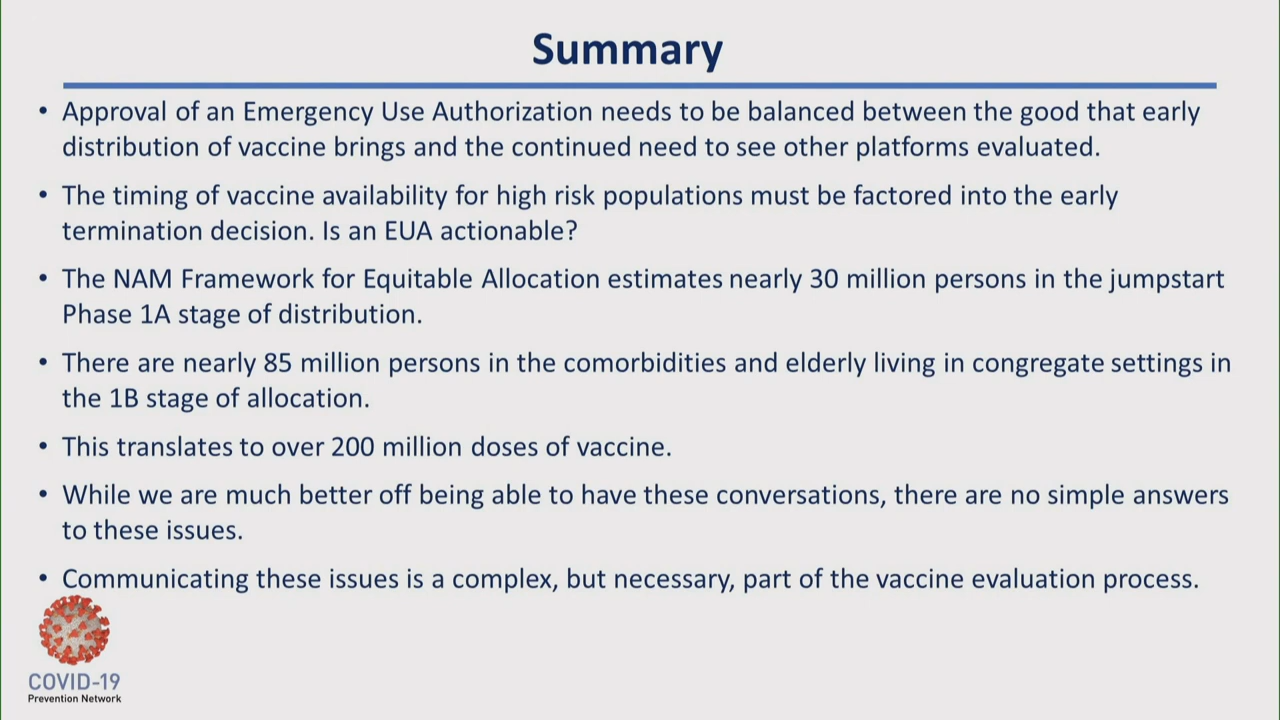 Summary
• Approval of an Emergency Use Authorization needs to be balanced between the good that early
distribution of vaccine brings and the continued need to see other platforms evaluated.
• The timing of vaccine availability for high risk populations must be factored into the early
termination decision. Is an EUA actionable?
• The NAM Framework for Equitable Allocation estimates nearly 30 million persons in the jumpstart
Phase 1A stage of distribution.
• There are nearly 85 million persons in the comorbidities and elderly living in congregate settings in
the 1B stage of allocation.
• This translates to over 200 million doses of vaccine.
• While we are much better off being able to have these conversations, there are no simple answers
to these issues.
• Communicating these issues is a complex, but necessary, part of the vaccine evaluation process.
COVID-19
Prevention Network